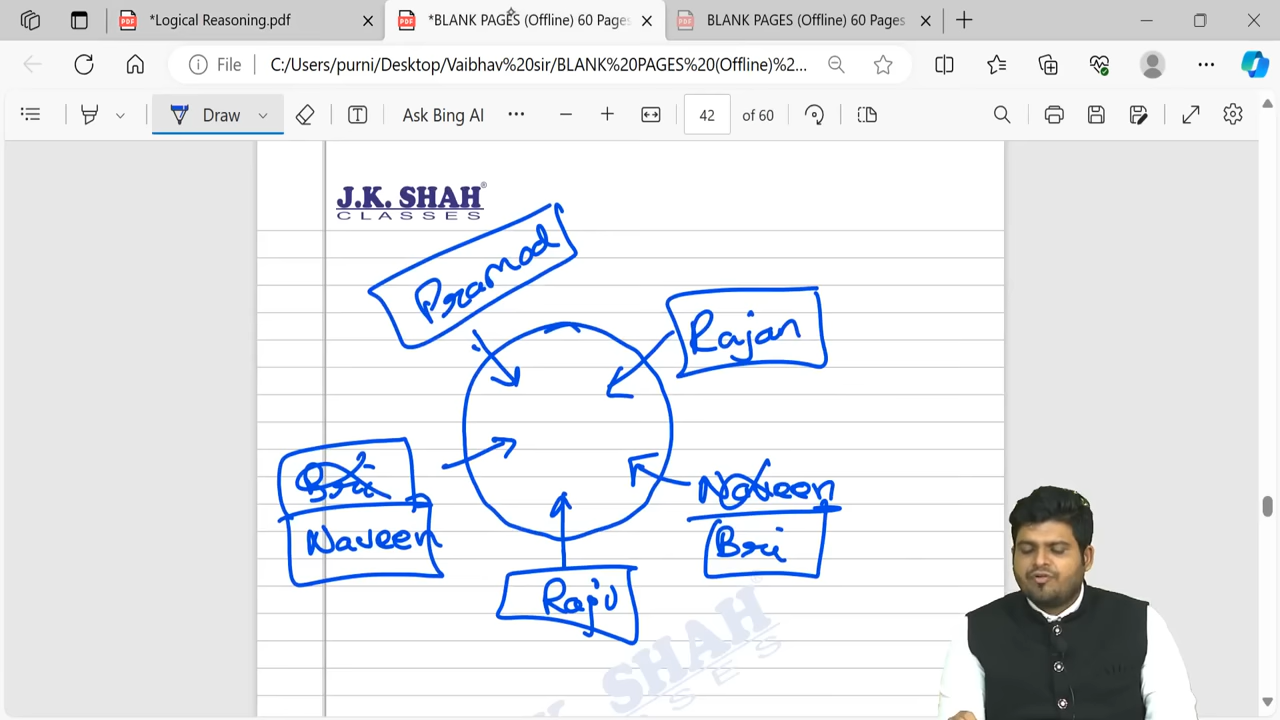 *Logical Reasoning.pdf
*BLANK PAGES (Offline) 60 Pages
BLANK PAGES (Offline) 60 Pages
File
C:/Users/purni/Desktop/Vaibhav%20sir/BLANK%20PAGES%20(Offline)%2...
Draw
Ask Bing AI
42
of 60
J.K. SHAH®
CLASSES
Pramod
Rajan
Bri
Naveen
Naveen
Bri
Raju
SHAH